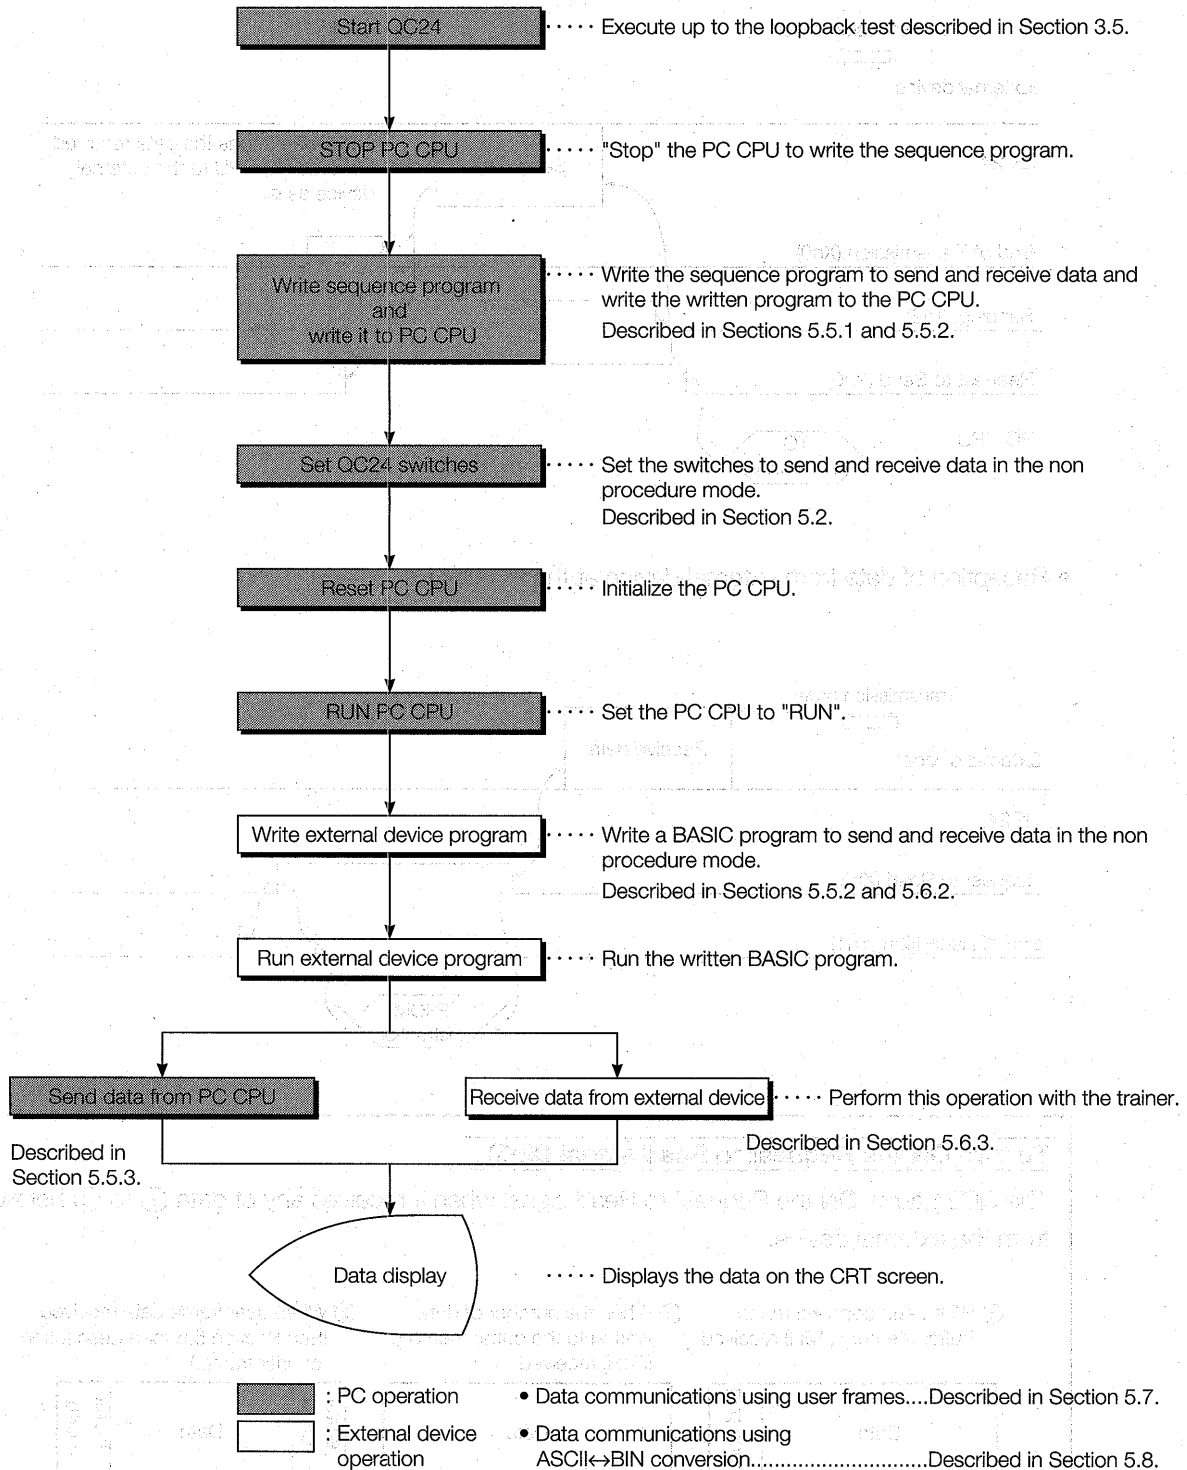 Start QC24
····· Execute up to the loopback test described in Section 3.5.
STOP PC CPU
····· "Stop" the PC CPU to write the sequence program.
Write sequence program
and
write it to PC CPU
····· Write the sequence program to send and receive data and
write the written program to the PC CPU.
Described in Sections 5.5.1 and 5.5.2.
Set QC24 switches
····· Set the switches to send and receive data in the non
procedure mode.
Described in Section 5.2.
Reset PC CPU
····· Initialize the PC CPU.
RUN PC CPU
····· Set the PC CPU to "RUN".
Write external device program
····· Write a BASIC program to send and receive data in the non
procedure mode.
Described in Sections 5.5.2 and 5.6.2.
Run external device program
····· Run the written BASIC program.
Send data from PC CPU
Described in
Section 5.5.3.
Receive data from external device
····· Perform this operation with the trainer.
Described in Section 5.6.3.
Data display
····· Displays the data on the CRT screen.
: PC operation
: External device
operation
• Data communications using user frames....Described in Section 5.7.
• Data communications using
ASCII↔BIN conversion............................Described in Section 5.8.